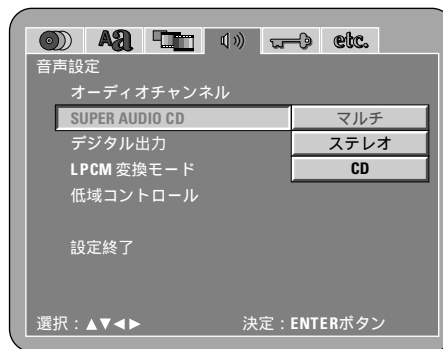 Aa etc.
音声設定
オーディオチャンネル
SUPER AUDIO CD マルチ
デジタル出力 ステレオ
LPCM 変換モード CD
低域コントロール
設定終了
選択：▲▼◀▶ 決定：ENTERボタン